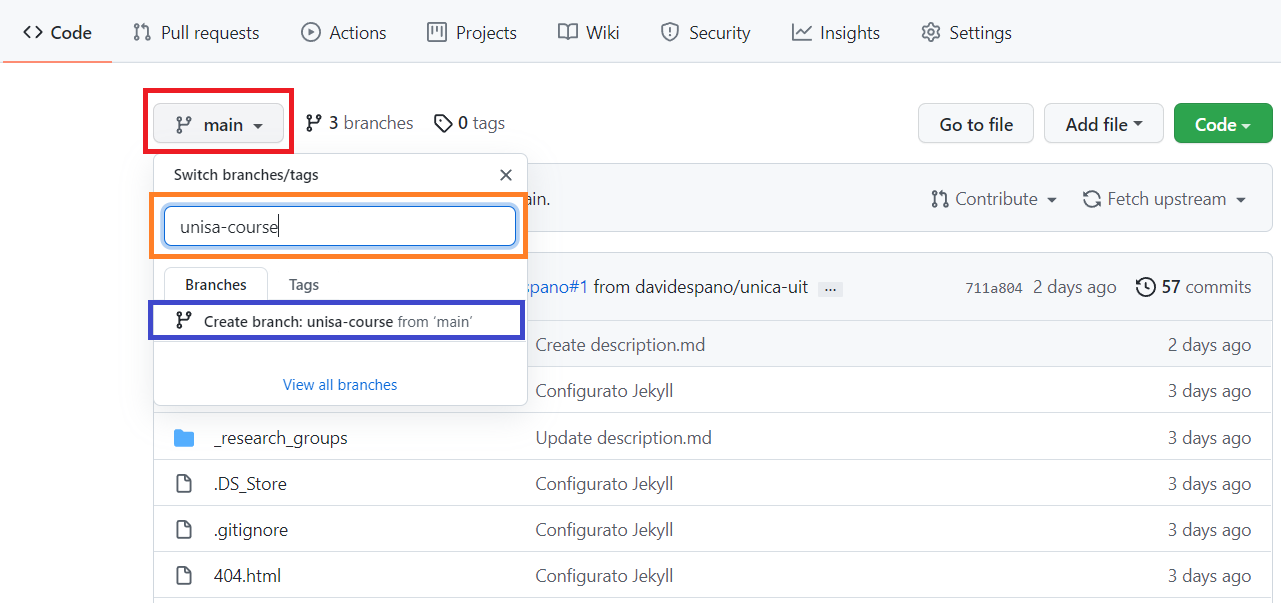 Code Pull requests Actions Projects Wiki Security Insights Settings
main 3 branches 0 tags Go to file Add file Code
Switch branches/tags
ain. Contribute Fetch upstream
unisa-course
Branches Tags
spano#1 from davidespano/unica-uit ... 711a804 2 days ago 57 commits
Create branch: unisa-course from ‘main’
Create description.md 2 days ago
View all branches
Configurato Jekyll 3 days ago
_research_groups Update description.md 3 days ago
.DS_Store Configurato Jekyll 3 days ago
.gitignore Configurato Jekyll 3 days ago
404.html Configurato Jekyll 3 days ago